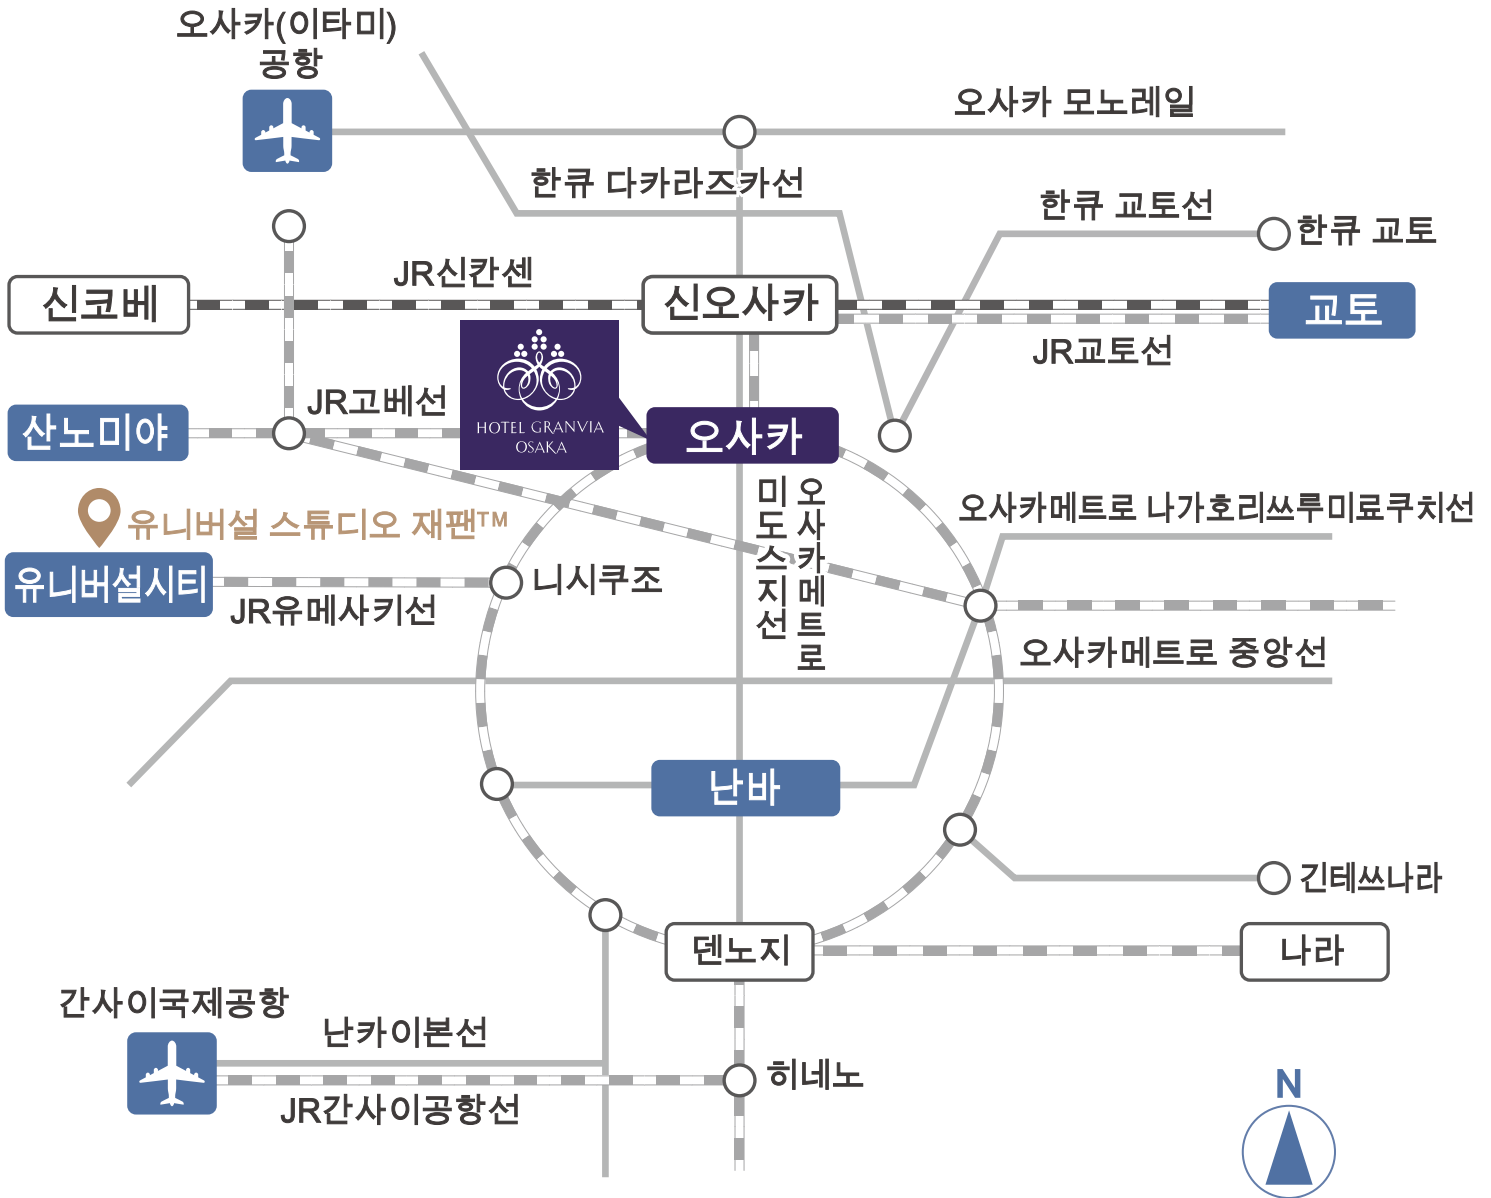 오사카(이타미)
공항
오사카 모노레일
한큐 다카라즈카선
한큐 교토선
한큐 교토
JR신칸센
신코베
신오사카
교토
JR교토선
JR고베선
HOTEL GRANVIA
OSAKA
산노미야
오사카
유니버설 스튜디오 재팬™
오사카메트로
미도스지선
오사카메트로 나가호리쓰루미료쿠치선
유니버설시티
니시쿠조
JR유메사키선
오사카메트로 중앙선
난바
긴테쓰나라
덴노지
나라
간사이국제공항
난카이본선
히네노
JR간사이공항선
N